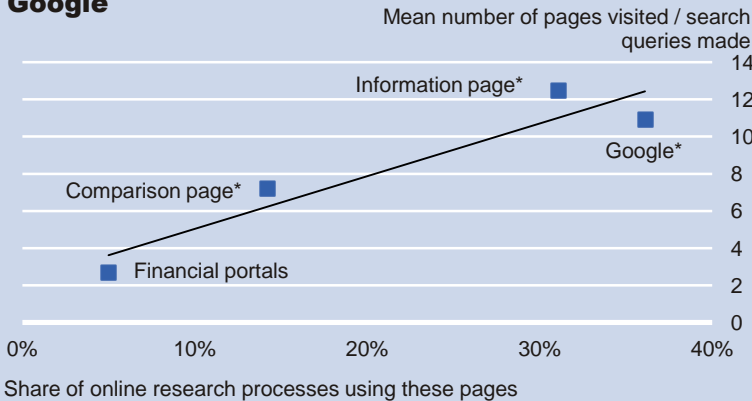 Google
Mean number of pages visited / search
queries made
14
Information page*
12
10
Google*
8
Comparison page*
6
4
Financial portals
2
0
0%
10%
20%
30%
40%
Share of online research processes using these pages